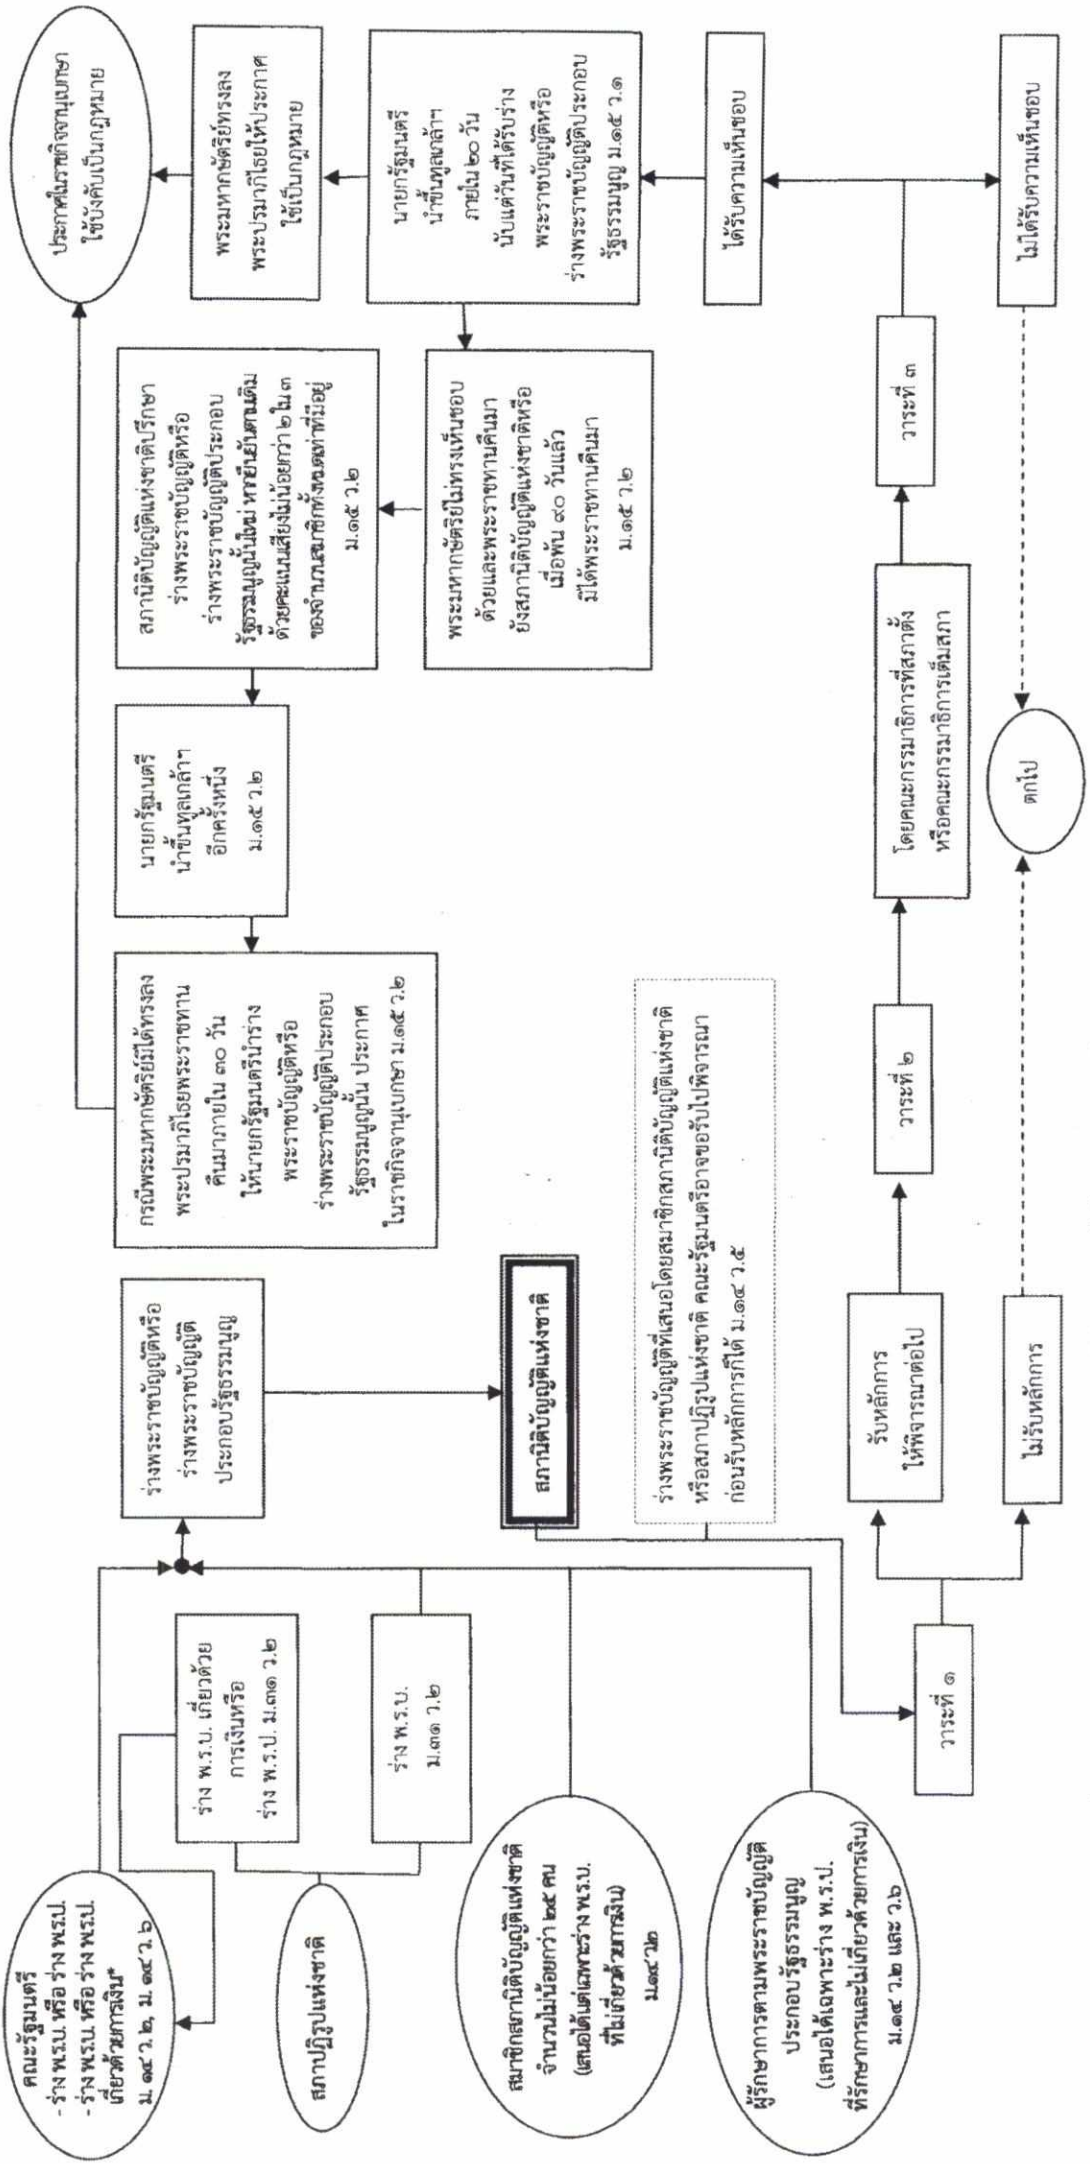 คณะรัฐมนตรี
- ร่าง พ.ร.บ. หรือ ร่าง พ.ร.ป.
- ร่าง พ.ร.บ. หรือ ร่าง พ.ร.ป.
เกี่ยวด้วยการเงิน*
ม. ๑๔ ว. ๒, ม. ๑๔ ว. ๖
สภาปฏิรูปแห่งชาติ
ร่าง พ.ร.บ. เกี่ยวด้วย
การเงินหรือ
ร่าง พ.ร.ป. ม.๓๑ ว.๒
ร่าง พ.ร.บ.
ม.๓๑ ว.๒
สมาชิกสภานิติบัญญัติแห่งชาติ
จำนวนไม่น้อยกว่า ๒๕ คน
(เสนอได้แต่เฉพาะร่าง พ.ร.บ.
ที่ไม่เกี่ยวด้วยการเงิน)
ม.๑๔ ว.๒
ผู้รักษาการตามพระราชบัญญัติ
ประกอบรัฐธรรมนูญ
(เสนอได้เฉพาะร่าง พ.ร.ป.
ที่รักษาการและไม่เกี่ยวด้วยการเงิน)
ม.๑๔ ว.๒ และ ว.๖
ร่างพระราชบัญญัติหรือ
ร่างพระราชบัญญัติ
ประกอบรัฐธรรมนูญ
สภานิติบัญญัติแห่งชาติ
ร่างพระราชบัญญัติที่เสนอโดยสมาชิกสภานิติบัญญัติแห่งชาติ
หรือสภาปฏิรูปแห่งชาติ คณะรัฐมนตรีอาจขอรับไปพิจารณา
ก่อนรับหลักการก็ได้ ม.๑๔ ว.๕
วาระที่ ๑
รับหลักการ
ให้พิจารณาต่อไป
ไม่รับหลักการ
วาระที่ ๒
โดยคณะกรรมาธิการที่สภาตั้ง
หรือคณะกรรมาธิการเต็มสภา
วาระที่ ๓
ได้รับความเห็นชอบ
ไม่ได้รับความเห็นชอบ
ตกไป
นายกรัฐมนตรี
นำขึ้นทูลเกล้าฯ
ภายใน ๒๐ วัน
นับแต่วันที่ได้รับร่าง
พระราชบัญญัติหรือ
ร่างพระราชบัญญัติประกอบ
รัฐธรรมนูญ ม.๑๕ ว.๑
พระมหากษัตริย์ทรงลง
พระปรมาภิไธยให้ประกาศ
ใช้เป็นกฎหมาย
ประกาศในราชกิจจานุเบกษา
ใช้บังคับเป็นกฎหมาย
พระมหากษัตริย์ไม่ทรงเห็นชอบ
ด้วยและพระราชทานคืนมา
ยังสภานิติบัญญัติแห่งชาติหรือ
เมื่อพ้น ๙๐ วันแล้ว
มิได้พระราชทานคืนมา
ม.๑๕ ว.๒
สภานิติบัญญัติแห่งชาติปรึกษา
ร่างพระราชบัญญัติหรือ
ร่างพระราชบัญญัติประกอบ
รัฐธรรมนูญนั้นใหม่ หากยืนยันตามเดิม
ด้วยคะแนนเสียงไม่น้อยกว่า ๒ ใน ๓
ของจำนวนสมาชิกทั้งหมดเท่าที่มีอยู่
ม.๑๕ ว.๒
นายกรัฐมนตรี
นำขึ้นทูลเกล้าฯ
อีกครั้งหนึ่ง
ม.๑๕ ว.๒
กรณีพระมหากษัตริย์มิได้ทรงลง
พระปรมาภิไธยพระราชทาน
คืนมาภายใน ๓๐ วัน
ให้นายกรัฐมนตรีนำร่าง
พระราชบัญญัติหรือ
ร่างพระราชบัญญัติประกอบ
รัฐธรรมนูญนั้น ประกาศ
ในราชกิจจานุเบกษา ม.๑๕ ว.๒